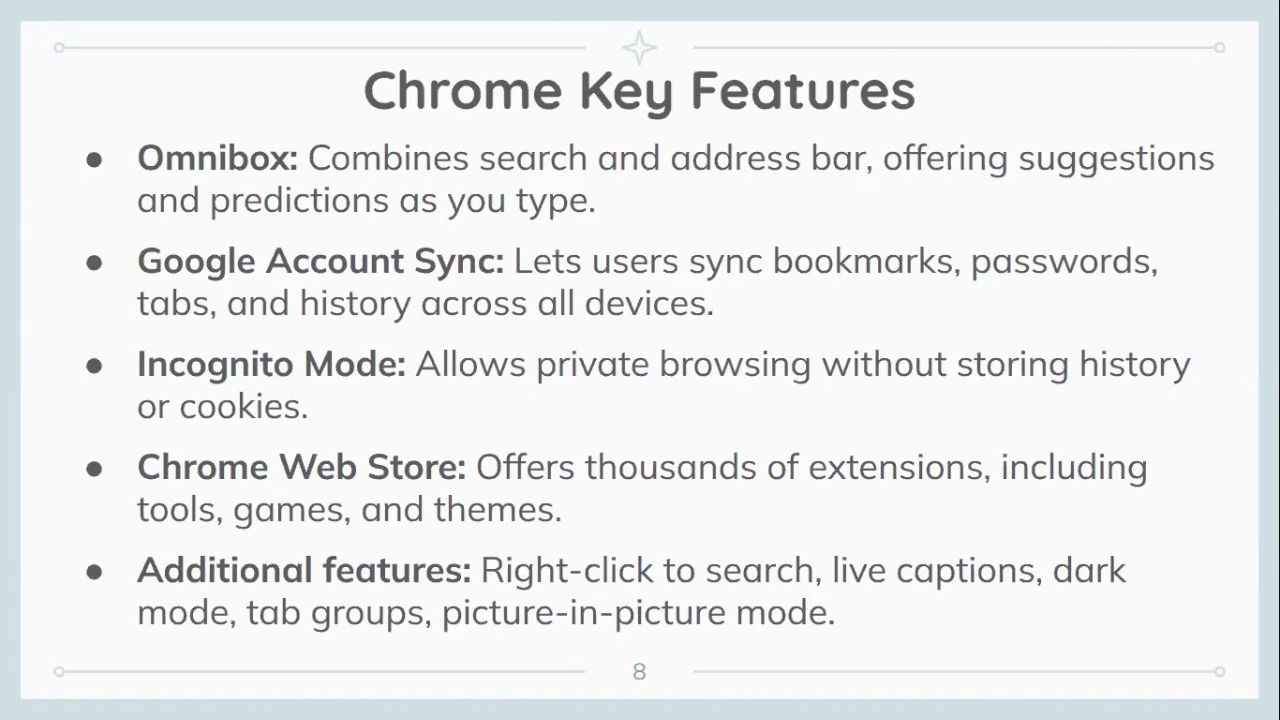 Chrome Key Features
● Omnibox: Combines search and address bar, offering suggestions
and predictions as you type.
● Google Account Sync: Lets users sync bookmarks, passwords,
tabs, and history across all devices.
● Incognito Mode: Allows private browsing without storing history
or cookies.
● Chrome Web Store: Offers thousands of extensions, including
tools, games, and themes.
● Additional features: Right-click to search, live captions, dark
mode, tab groups, picture-in-picture mode.
8